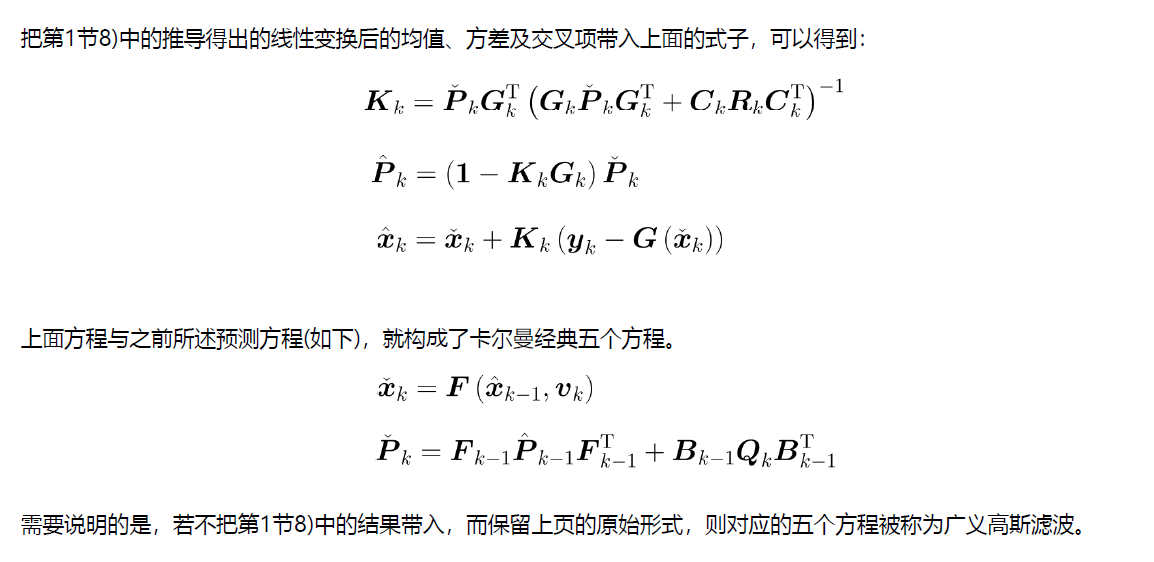 把第1节8)中的推导得出的线性变换后的均值、方差及交叉项带入上面的式子，可以得到：
$\boldsymbol{K}_k = \check{\boldsymbol{P}}_k \boldsymbol{G}_k^{\mathrm{T}} \left( \boldsymbol{G}_k \check{\boldsymbol{P}}_k \boldsymbol{G}_k^{\mathrm{T}} + \boldsymbol{C}_k \boldsymbol{R}_k \boldsymbol{C}_k^{\mathrm{T}} \right)^{-1}$
$\hat{\boldsymbol{P}}_k = \left( \mathbf{1} - \boldsymbol{K}_k \boldsymbol{G}_k \right) \check{\boldsymbol{P}}_k$
$\hat{\boldsymbol{x}}_k = \check{\boldsymbol{x}}_k + \boldsymbol{K}_k \left( \boldsymbol{y}_k - \boldsymbol{G} \left( \check{\boldsymbol{x}}_k \right) \right)$
上面方程与之前所述预测方程(如下)，就构成了卡尔曼经典五个方程。
$\check{\boldsymbol{x}}_k = \boldsymbol{F} \left( \hat{\boldsymbol{x}}_{k-1}, \boldsymbol{v}_k \right)$
$\check{\boldsymbol{P}}_k = \boldsymbol{F}_{k-1} \hat{\boldsymbol{P}}_{k-1} \boldsymbol{F}_{k-1}^{\mathrm{T}} + \boldsymbol{B}_{k-1} \boldsymbol{Q}_k \boldsymbol{B}_{k-1}^{\mathrm{T}}$
需要说明的是，若不把第1节8)中的结果带入，而保留上页的原始形式，则对应的五个方程被称为广义高斯滤波。